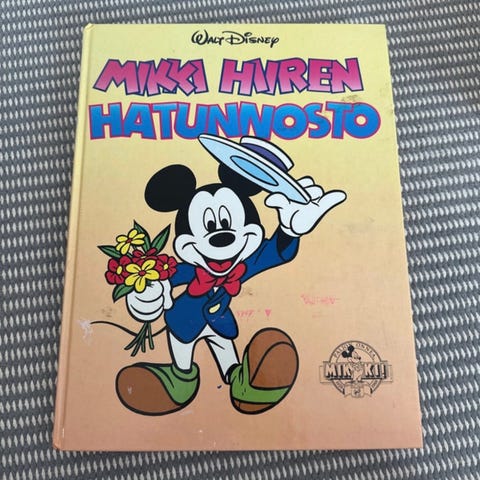 Walt Disney
MIKKI HIIREN
HATUNNOSTO
MIKKI!